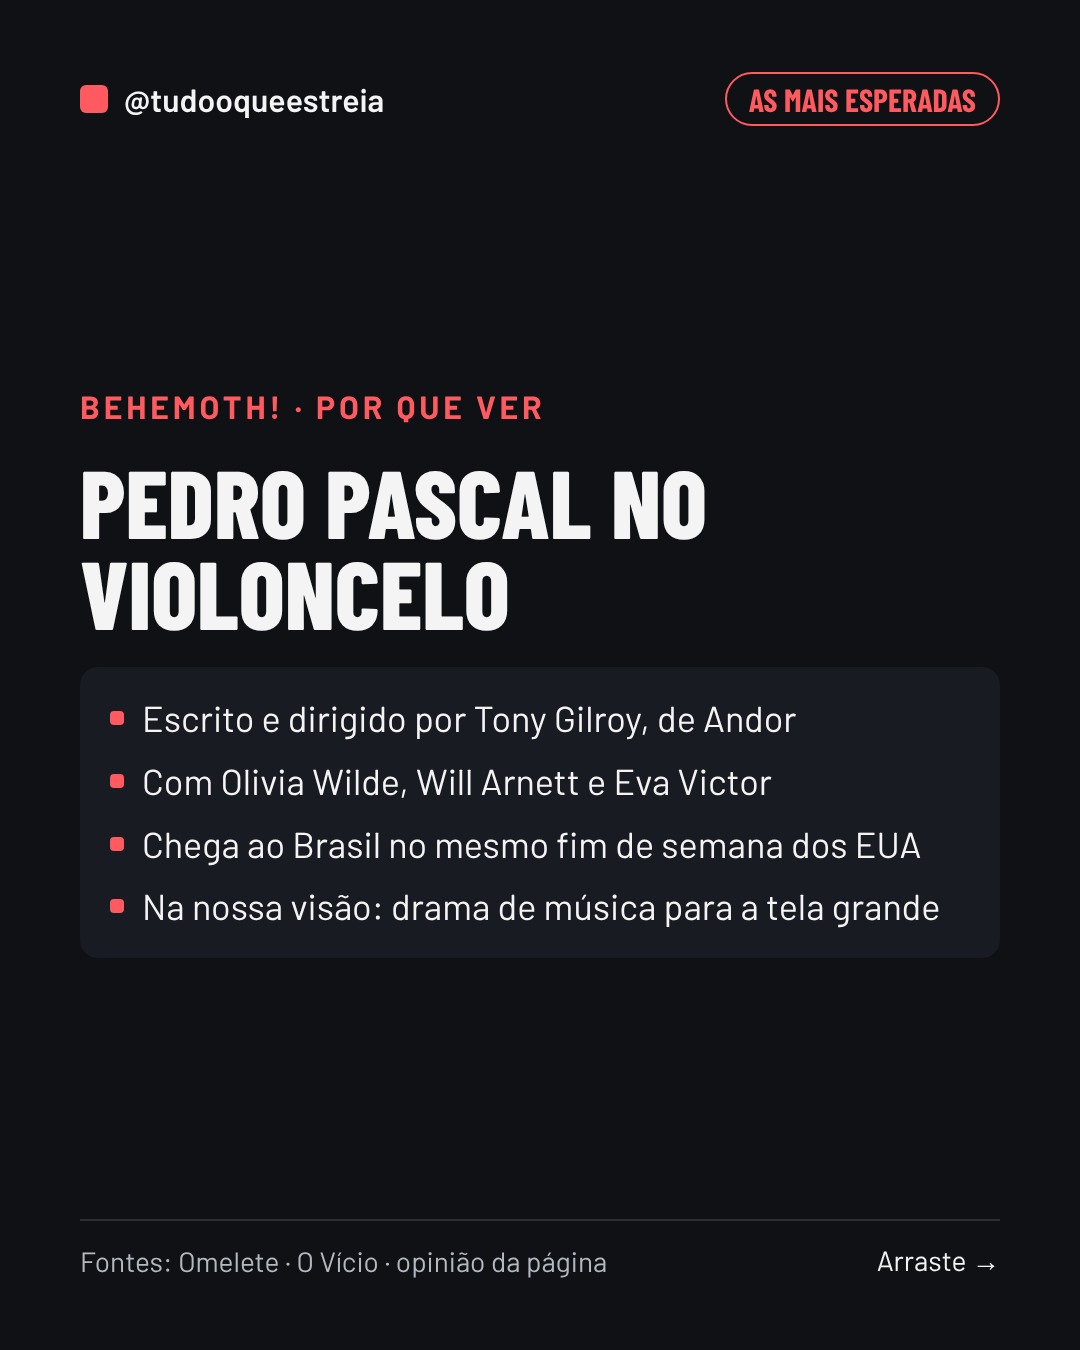 @tudooqueestreia
AS MAIS ESPERADAS
BEHEMOTH! · POR QUE VER
PEDRO PASCAL NO
VIOLONCELO
Escrito e dirigido por Tony Gilroy, de Andor
Com Olivia Wilde, Will Arnett e Eva Victor
Chega ao Brasil no mesmo fim de semana dos EUA
Na nossa visão: drama de música para a tela grande
Fontes: Omelete · O Vício · opinião da página
Arraste →